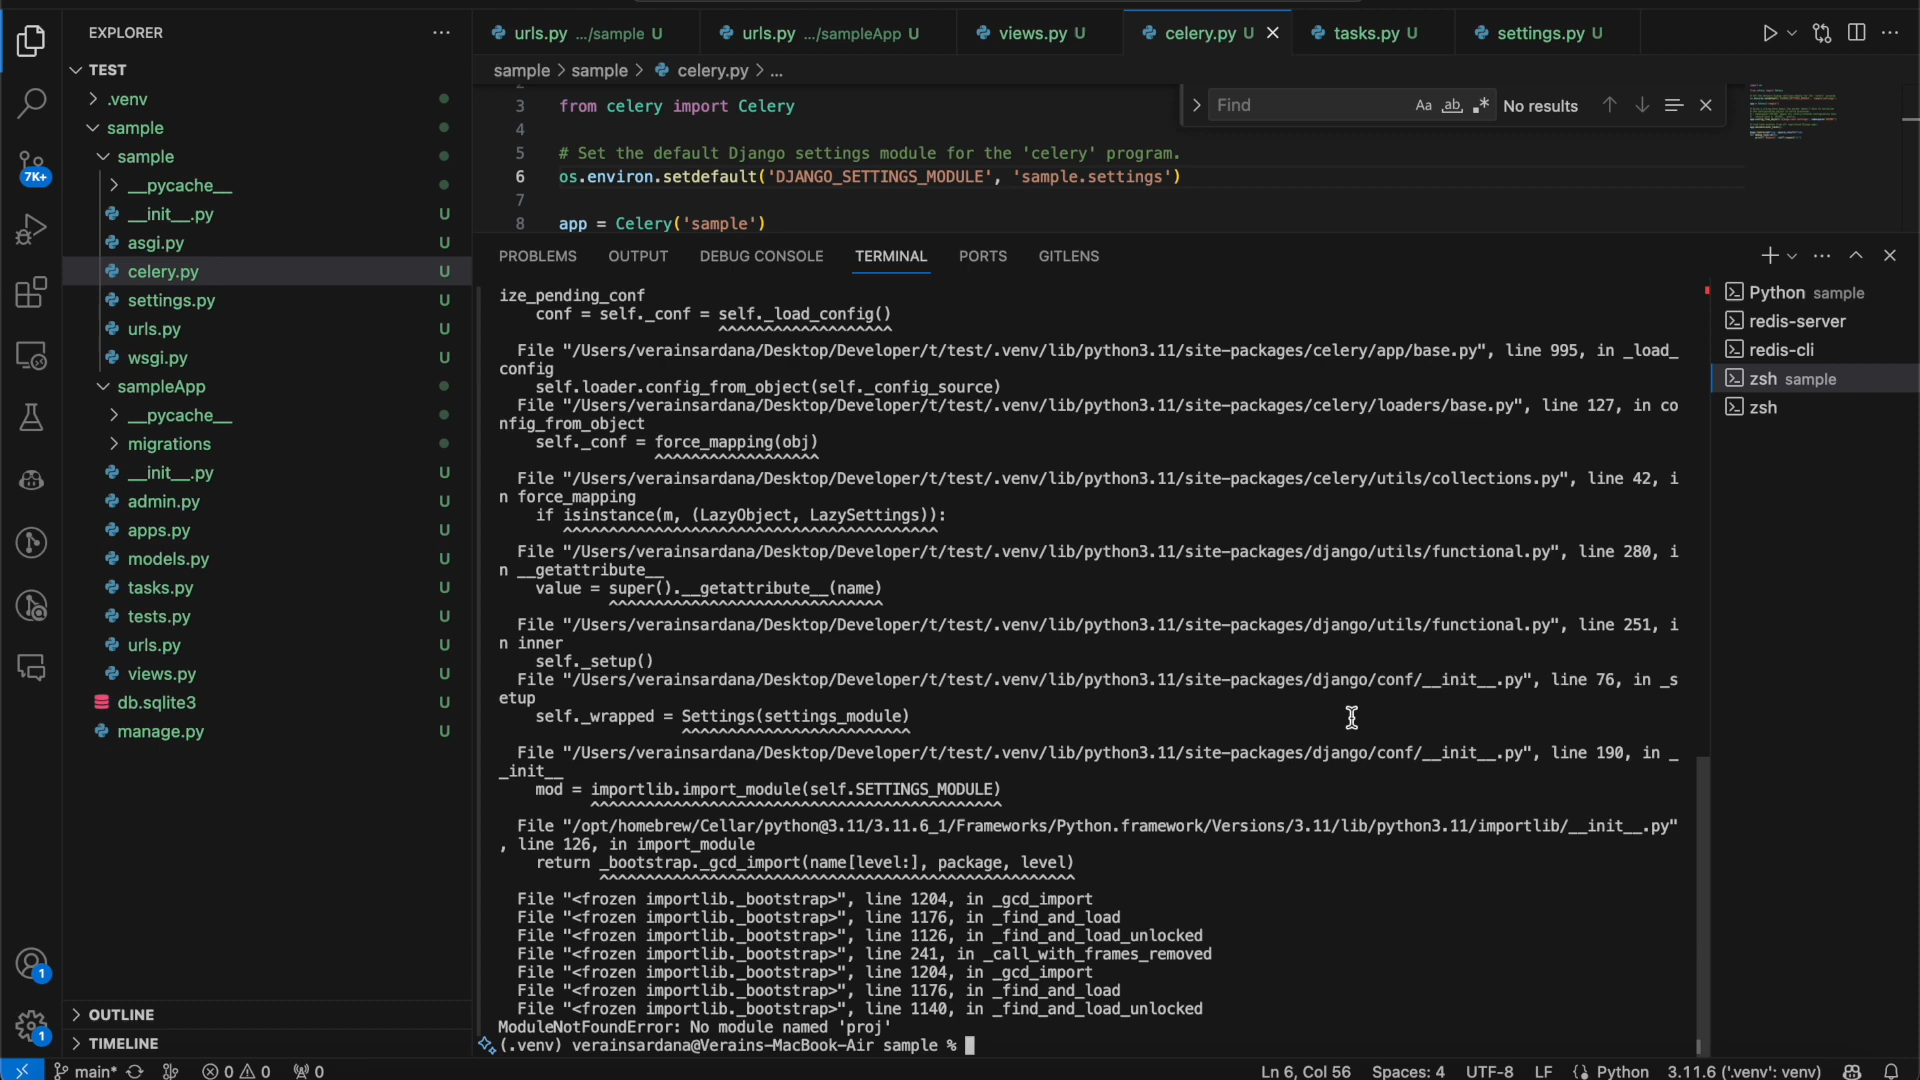 EXPLORER
TEST
.venv
sample
sample
__pycache__
__init__.py U
asgi.py U
celery.py U
settings.py U
urls.py U
wsgi.py U
sampleApp
__pycache__
migrations
__init__.py U
admin.py U
apps.py U
models.py U
tasks.py U
tests.py U
urls.py U
views.py U
db.sqlite3 U
manage.py U
OUTLINE
TIMELINE
7K+
1
1
urls.py .../sample U
urls.py .../sampleApp U
views.py U
celery.py U
tasks.py U
settings.py U
sample > sample > celery.py > ...
Find
Aa
ab
No results
2
3 from celery import Celery
4
5 # Set the default Django settings module for the 'celery' program.
6 os.environ.setdefault('DJANGO_SETTINGS_MODULE', 'sample.settings')
7
8 app = Celery('sample')
PROBLEMS OUTPUT DEBUG CONSOLE TERMINAL PORTS GITLENS
ize_pending_conf
conf = self._conf = self._load_config()
^^^^^^^^^^^^^^^^^^^
File "/Users/verainsardana/Desktop/Developer/t/test/.venv/lib/python3.11/site-packages/celery/app/base.py", line 995, in _load_
config
self.loader.config_from_object(self._config_source)
File "/Users/verainsardana/Desktop/Developer/t/test/.venv/lib/python3.11/site-packages/celery/loaders/base.py", line 127, in co
nfig_from_object
self._conf = force_mapping(obj)
^^^^^^^^^^^^^^^^^^
File "/Users/verainsardana/Desktop/Developer/t/test/.venv/lib/python3.11/site-packages/celery/utils/collections.py", line 42, i
n force_mapping
if isinstance(m, (LazyObject, LazySettings)):
^^^^^^^^^^^^^^^^^^^^^^^^^^^^^^^^^^^^^^^^^
File "/Users/verainsardana/Desktop/Developer/t/test/.venv/lib/python3.11/site-packages/django/utils/functional.py", line 280, i
n __getattribute__
value = super().__getattribute__(name)
^^^^^^^^^^^^^^^^^^^^^^^^^^^^^^
File "/Users/verainsardana/Desktop/Developer/t/test/.venv/lib/python3.11/site-packages/django/utils/functional.py", line 251, i
n inner
self._setup()
File "/Users/verainsardana/Desktop/Developer/t/test/.venv/lib/python3.11/site-packages/django/conf/__init__.py", line 76, in _s
etup
self._wrapped = Settings(settings_module)
^^^^^^^^^^^^^^^^^^^^^^^^^
File "/Users/verainsardana/Desktop/Developer/t/test/.venv/lib/python3.11/site-packages/django/conf/__init__.py", line 190, in _
_init__
mod = importlib.import_module(self.SETTINGS_MODULE)
^^^^^^^^^^^^^^^^^^^^^^^^^^^^^^^^^^^^^^^^^^^^^
File "/opt/homebrew/Cellar/python@3.11/3.11.6_1/Frameworks/Python.framework/Versions/3.11/lib/python3.11/importlib/__init__.py"
, line 126, in import_module
return _bootstrap._gcd_import(name[level:], package, level)
^^^^^^^^^^^^^^^^^^^^^^^^^^^^^^^^^^^^^^^^^^^^^^^^^^^^
File "<frozen importlib._bootstrap>", line 1204, in _gcd_import
File "<frozen importlib._bootstrap>", line 1176, in _find_and_load
File "<frozen importlib._bootstrap>", line 1126, in _find_and_load_unlocked
File "<frozen importlib._bootstrap>", line 241, in _call_with_frames_removed
File "<frozen importlib._bootstrap>", line 1204, in _gcd_import
File "<frozen importlib._bootstrap>", line 1176, in _find_and_load
File "<frozen importlib._bootstrap>", line 1140, in _find_and_load_unlocked
ModuleNotFoundError: No module named 'proj'
(.venv) verainsardana@Verains-MacBook-Air sample %
Python sample
redis-server
redis-cli
zsh sample
zsh
main* 0 0 0 Ln 6, Col 56 Spaces: 4 UTF-8 LF Python 3.11.6 ('.venv': venv)